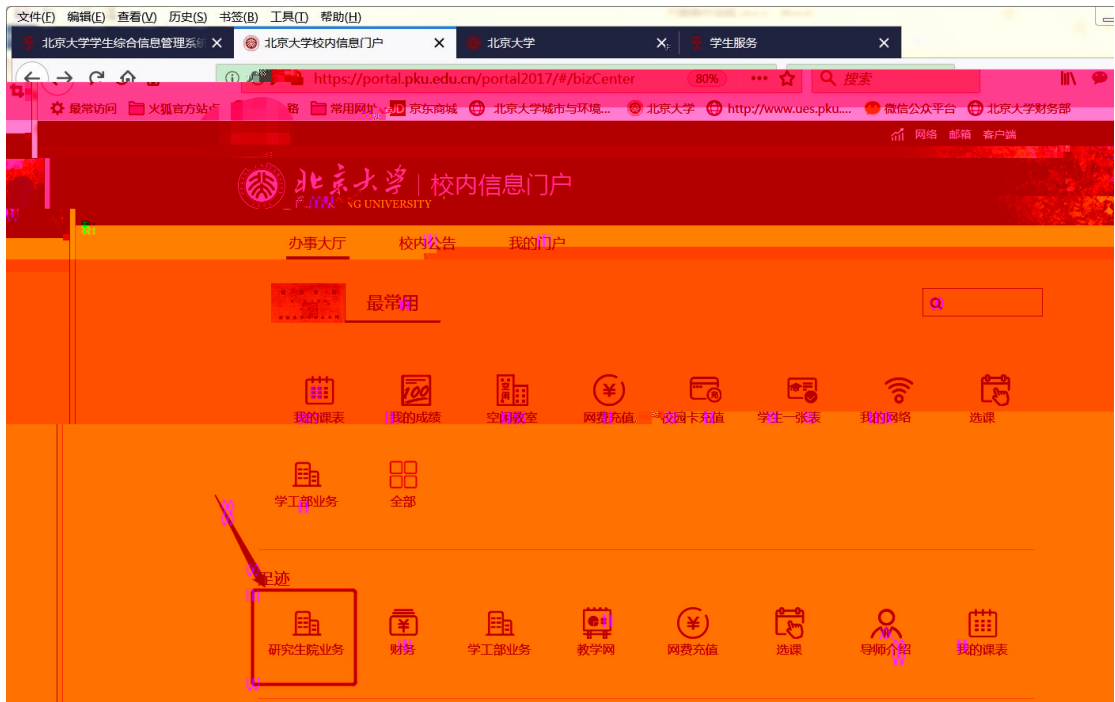 文件(F) 编辑(E) 查看(V) 历史(S) 书签(B) 工具(T) 帮助(H)
北京大学学生综合信息管理系统 北京大学校内信息门户 北京大学 学生服务
https://portal.pku.edu.cn/portal2017/#/bizCenter 80% 搜索
最常访问 火狐官方站点 常用网址 京东商城 北京大学城市与环境... 北京大学 http://www.ues.pku.... 微信公众平台 北京大学财务部
网络 邮箱 客户端
北京大学 校内信息门户
NG UNIVERSITY
办事大厅 校内公告 我的门户
最常用
我的课表 我的成绩 空闲教室 网费充值 校园卡充值 学生一张表 我的网络 选课
学工部业务 全部
足迹
研究生院业务 财务 学工部业务 教学网 网费充值 选课 导师介绍 我的课表